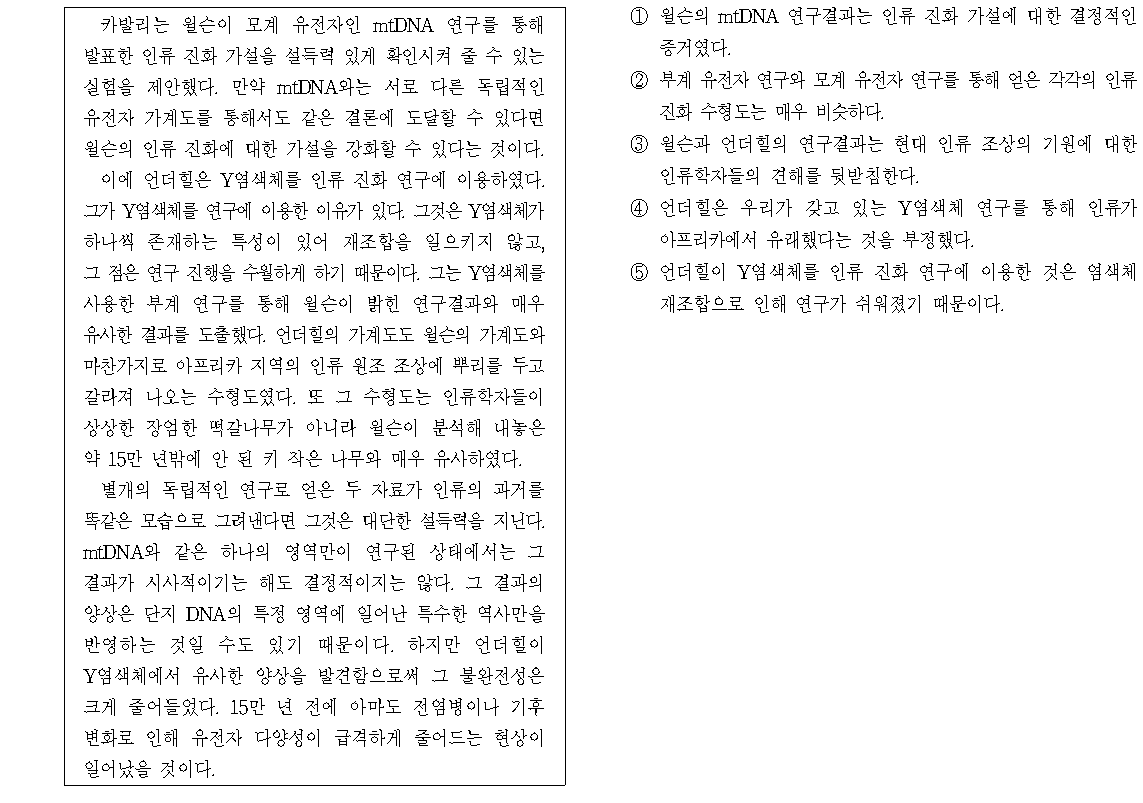 카발리는 윌슨이 모계 유전자인 mtDNA 연구를 통해
발표한 인류 진화 가설을 설득력 있게 확인시켜 줄 수 있는
실험을 제안했다. 만약 mtDNA와는 서로 다른 독립적인
유전자 가계도를 통해서도 같은 결론에 도달할 수 있다면
윌슨의 인류 진화에 대한 가설을 강화할 수 있다는 것이다.
이에 언더힐은 Y염색체를 인류 진화 연구에 이용하였다.
그가 Y염색체를 연구에 이용한 이유가 있다. 그것은 Y염색체가
하나씩 존재하는 특성이 있어 재조합을 일으키지 않고,
그 점은 연구 진행을 수월하게 하기 때문이다. 그는 Y염색체를
사용한 부계 연구를 통해 윌슨이 밝힌 연구결과와 매우
유사한 결과를 도출했다. 언더힐의 가계도도 윌슨의 가계도와
마찬가지로 아프리카 지역의 인류 원조 조상에 뿌리를 두고
갈라져 나오는 수형도였다. 또 그 수형도는 인류학자들이
상상한 장엄한 떡갈나무가 아니라 윌슨이 분석해 내놓은
약 15만 년밖에 안 된 키 작은 나무와 매우 유사하였다.
별개의 독립적인 연구로 얻은 두 자료가 인류의 과거를
똑같은 모습으로 그려낸다면 그것은 대단한 설득력을 지닌다.
mtDNA와 같은 하나의 영역만이 연구된 상태에서는 그
결과가 시사적이기는 해도 결정적이지는 않다. 그 결과의
양상은 단지 DNA의 특정 영역에 일어난 특수한 역사만을
반영하는 것일 수도 있기 때문이다. 하지만 언더힐이
Y염색체에서 유사한 양상을 발견함으로써 그 불완전성은
크게 줄어들었다. 15만 년 전에 아마도 전염병이나 기후
변화로 인해 유전자 다양성이 급격하게 줄어드는 현상이
일어났을 것이다.
① 윌슨의 mtDNA 연구결과는 인류 진화 가설에 대한 결정적인
증거였다.
② 부계 유전자 연구와 모계 유전자 연구를 통해 얻은 각각의 인류
진화 수형도는 매우 비슷하다.
③ 윌슨과 언더힐의 연구결과는 현대 인류 조상의 기원에 대한
인류학자들의 견해를 뒷받침한다.
④ 언더힐은 우리가 갖고 있는 Y염색체 연구를 통해 인류가
아프리카에서 유래했다는 것을 부정했다.
⑤ 언더힐이 Y염색체를 인류 진화 연구에 이용한 것은 염색체
재조합으로 인해 연구가 쉬워졌기 때문이다.